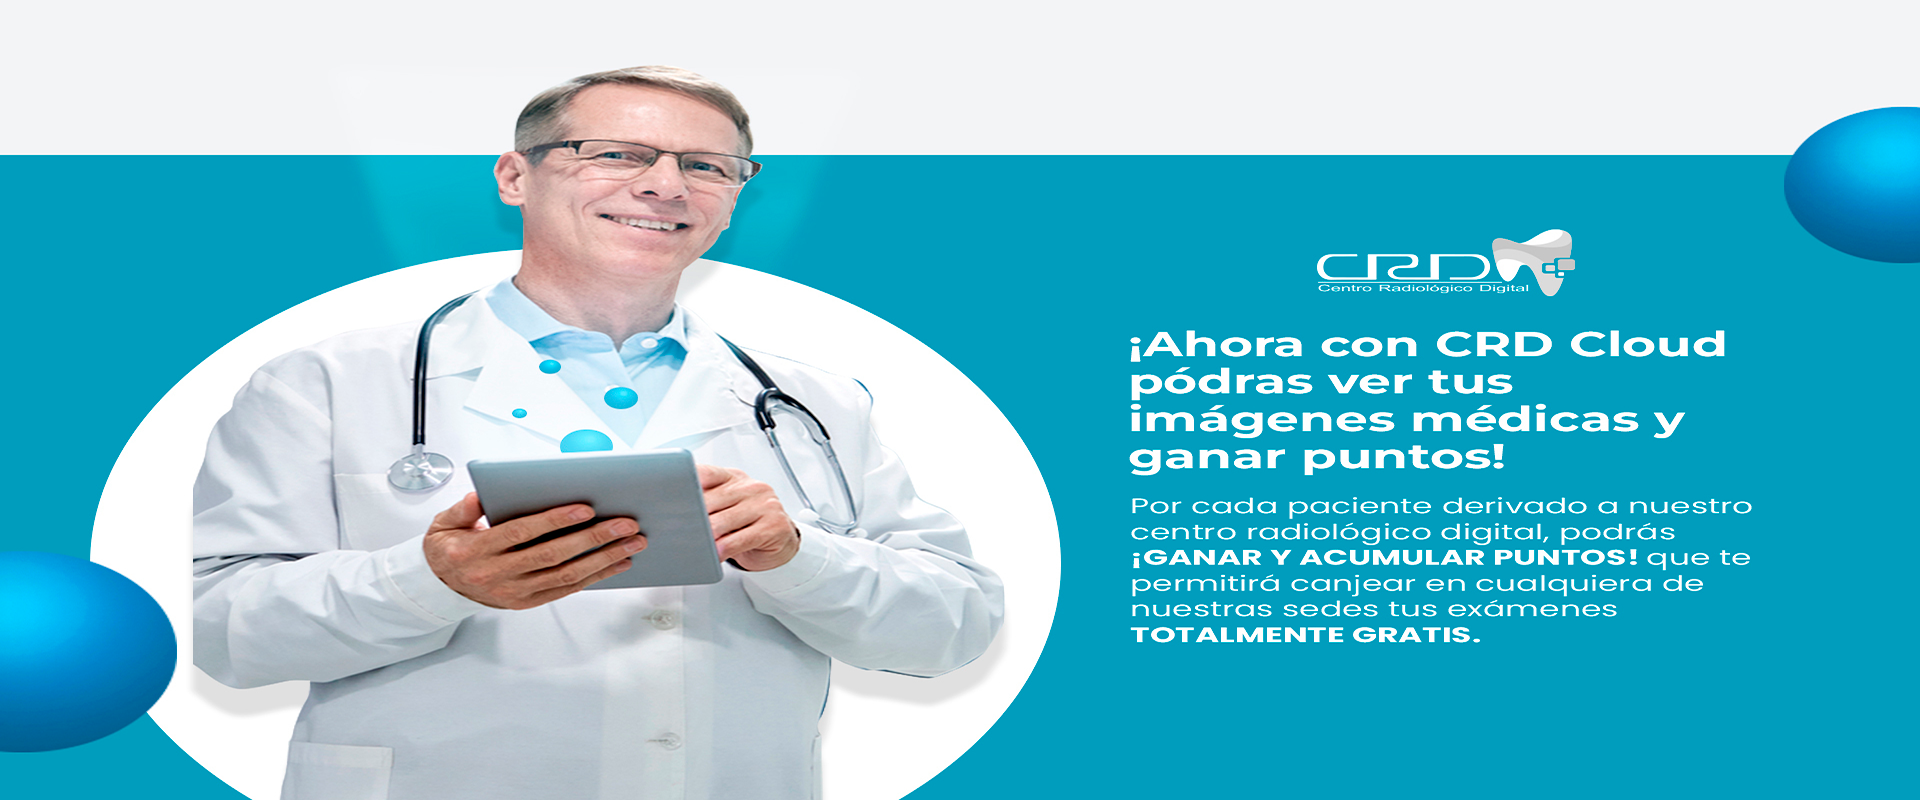 CRD
Centro Radiológico Digital
¡Ahora con CRD Cloud
pódras ver tus
imágenes médicas y
ganar puntos!
Por cada paciente derivado a nuestro
centro radiológico digital, podrás
¡GANAR Y ACUMULAR PUNTOS! que te
permitirá canjear en cualquiera de
nuestras sedes tus exámenes
TOTALMENTE GRATIS.